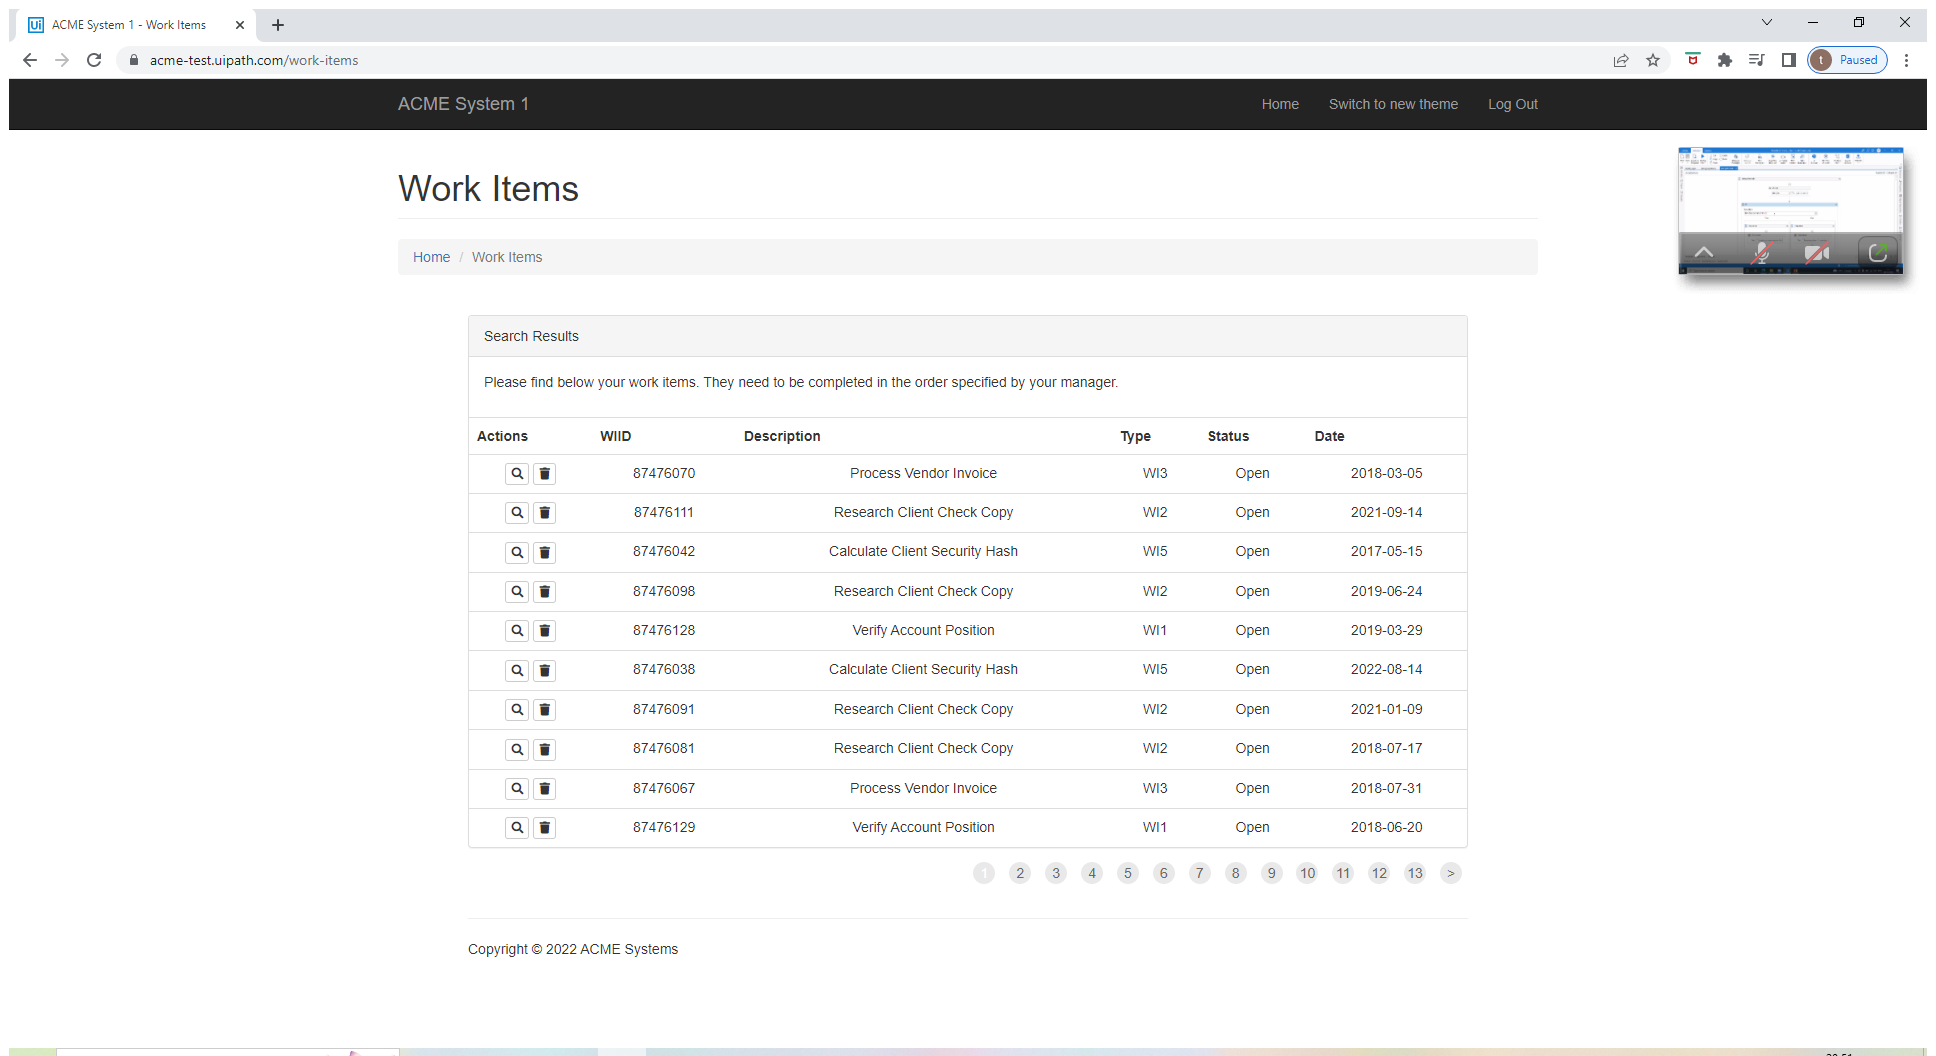 ACME System 1 - Work Items
acme-test.uipath.com/work-items
t Paused
ACME System 1 Home Switch to new theme Log Out
Work Items
Home / Work Items
Search Results
Please find below your work items. They need to be completed in the order specified by your manager.
Actions WIID Description Type Status Date
87476070 Process Vendor Invoice WI3 Open 2018-03-05
87476111 Research Client Check Copy WI2 Open 2021-09-14
87476042 Calculate Client Security Hash WI5 Open 2017-05-15
87476098 Research Client Check Copy WI2 Open 2019-06-24
87476128 Verify Account Position WI1 Open 2019-03-29
87476038 Calculate Client Security Hash WI5 Open 2022-08-14
87476091 Research Client Check Copy WI2 Open 2021-01-09
87476081 Research Client Check Copy WI2 Open 2018-07-17
87476067 Process Vendor Invoice WI3 Open 2018-07-31
87476129 Verify Account Position WI1 Open 2018-06-20
1 2 3 4 5 6 7 8 9 10 11 12 13 >
Copyright © 2022 ACME Systems